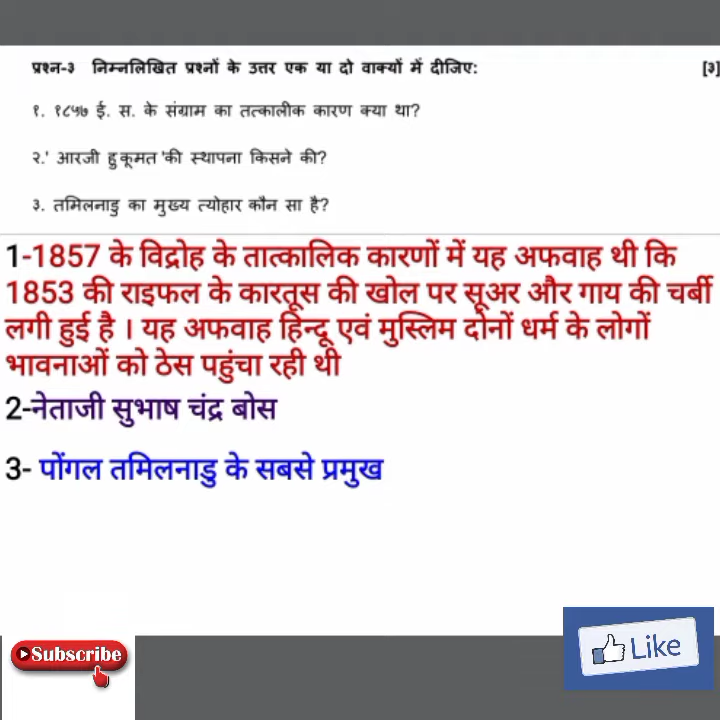 प्रश्न-३ निम्नलिखित प्रश्नों के उत्तर एक या दो वाक्यों में दीजिए: [३]
१. १८५७ ई. स. के संग्राम का तत्कालीक कारण क्या था?
२.' आरजी हुकूमत 'की स्थापना किसने की?
३. तमिलनाडु का मुख्य त्योहार कौन सा है?
1-1857 के विद्रोह के तात्कालिक कारणों में यह अफवाह थी कि
1853 की राइफल के कारतूस की खोल पर सूअर और गाय की चर्बी
लगी हुई है । यह अफवाह हिन्दू एवं मुस्लिम दोनों धर्म के लोगों
भावनाओं को ठेस पहुंचा रही थी
2-नेताजी सुभाष चंद्र बोस
3- पोंगल तमिलनाडु के सबसे प्रमुख
Subscribe
Like